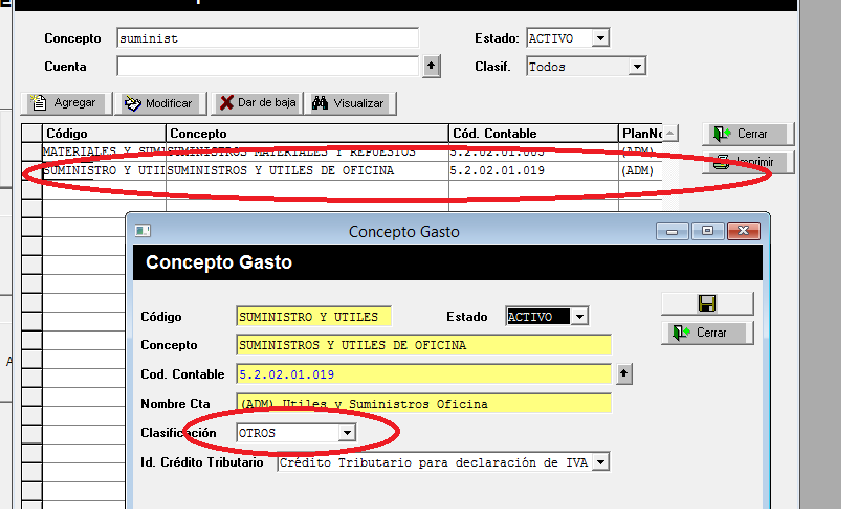 Concepto suminist Estado: ACTIVO
Cuenta Clasif. Todos
Agregar Modificar Dar de baja Visualizar
Código Concepto Cód. Contable PlanNo Cerrar
MATERIALES Y SUMI SUMINISTROS MATERIALES Y REPUESTOS 5.2.02.01.005 (ADM) Imprimir
SUMINISTRO Y UTIL SUMINISTROS Y UTILES DE OFICINA 5.2.02.01.019 (ADM)
Concepto Gasto
Concepto Gasto
Código SUMINISTRO Y UTILES Estado ACTIVO
Concepto SUMINISTROS Y UTILES DE OFICINA Cerrar
Cod. Contable 5.2.02.01.019
Nombre Cta (ADM) Utiles y Suministros Oficina
Clasificación OTROS
Id. Crédito Tributario Crédito Tributario para declaración de IVA